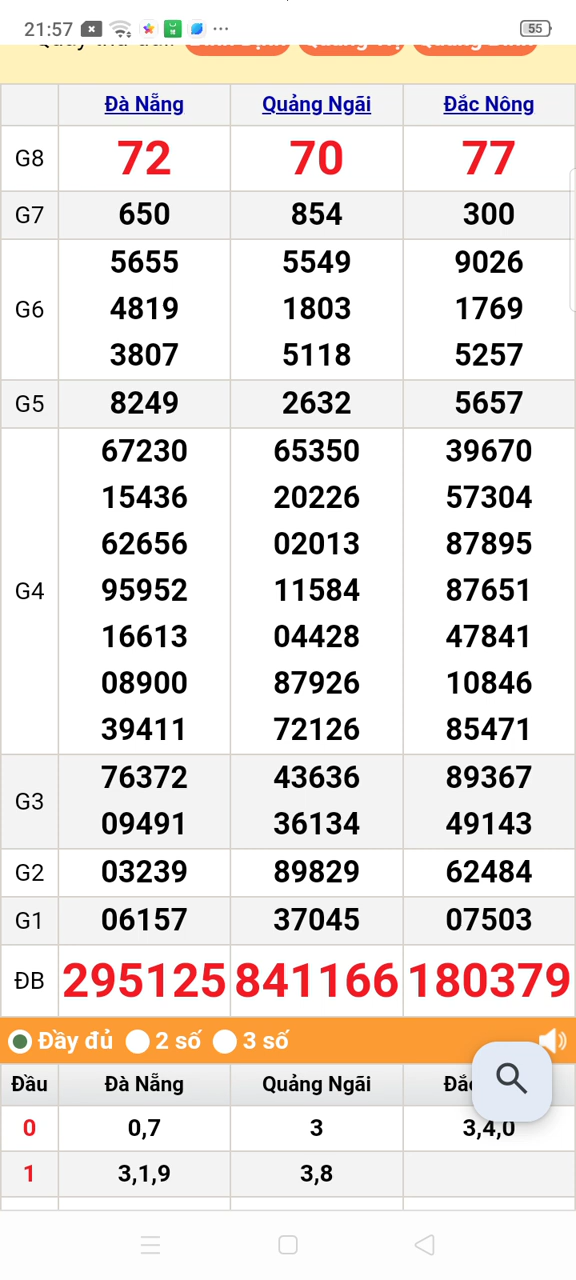 21:57 55
Đà Nẵng Quảng Ngãi Đắc Nông
G8 72 70 77
G7 650 854 300
5655 5549 9026
G6 4819 1803 1769
3807 5118 5257
G5 8249 2632 5657
67230 65350 39670
15436 20226 57304
62656 02013 87895
G4 95952 11584 87651
16613 04428 47841
08900 87926 10846
39411 72126 85471
G3 76372 43636 89367
09491 36134 49143
G2 03239 89829 62484
G1 06157 37045 07503
ĐB 295125 841166 180379
Đầy đủ 2 số 3 số
Đầu Đà Nẵng Quảng Ngãi
0 0,7 3 3,4,0
1 3,1,9 3,8